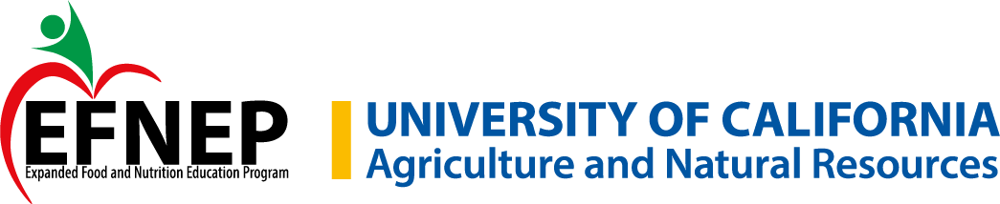 EFNEP
Expanded Food and Nutrition Education Program
UNIVERSITY OF CALIFORNIA
Agriculture and Natural Resources